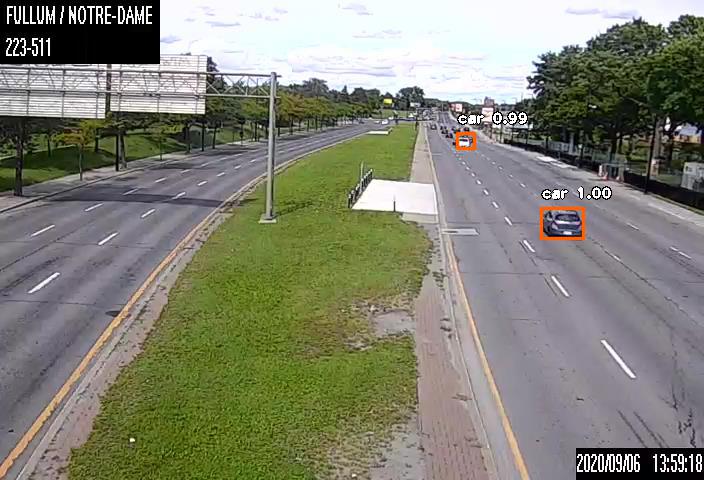 FULLUM / NOTRE-DAME
223-511
car 0.99
car 1.00
2020/09/06 13:59:18